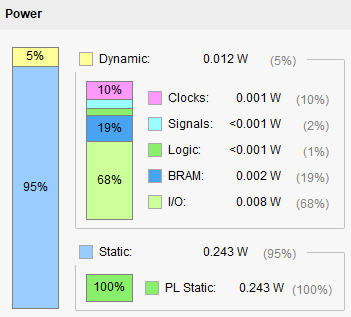 Power
5%
95%
Dynamic: 0.012 W (5%)
10%
19%
68%
Clocks: 0.001 W (10%)
Signals: <0.001 W (2%)
Logic: <0.001 W (1%)
BRAM: 0.002 W (19%)
I/O: 0.008 W (68%)
Static: 0.243 W (95%)
100%
PL Static: 0.243 W (100%)